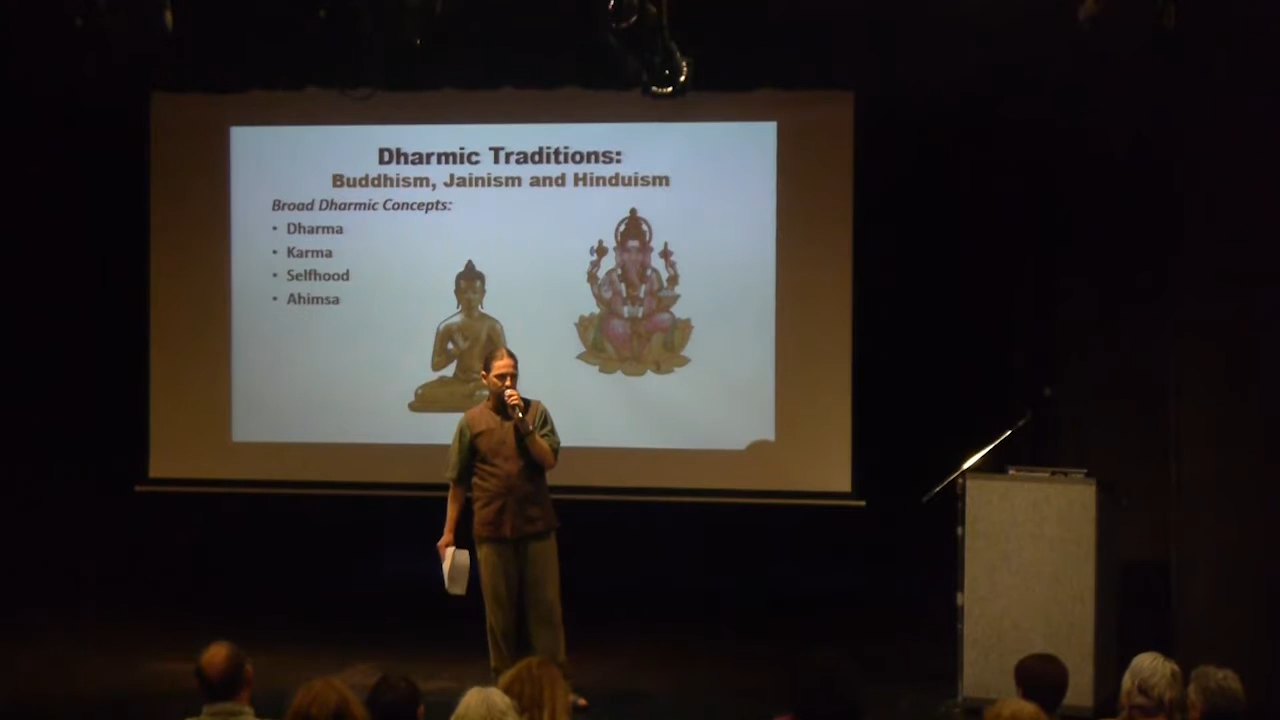 Dharmic Traditions:
Buddhism, Jainism and Hinduism
Broad Dharmic Concepts:
• Dharma
• Karma
• Selfhood
• Ahimsa